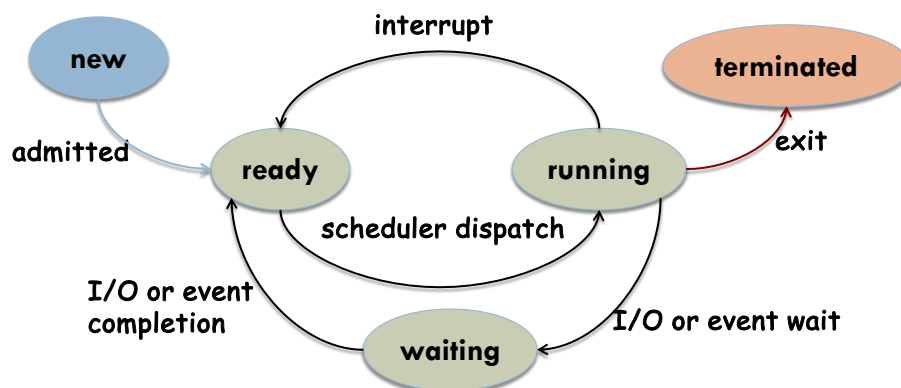 interrupt
new
terminated
admitted
exit
ready
running
scheduler dispatch
I/O or event
completion
I/O or event wait
waiting